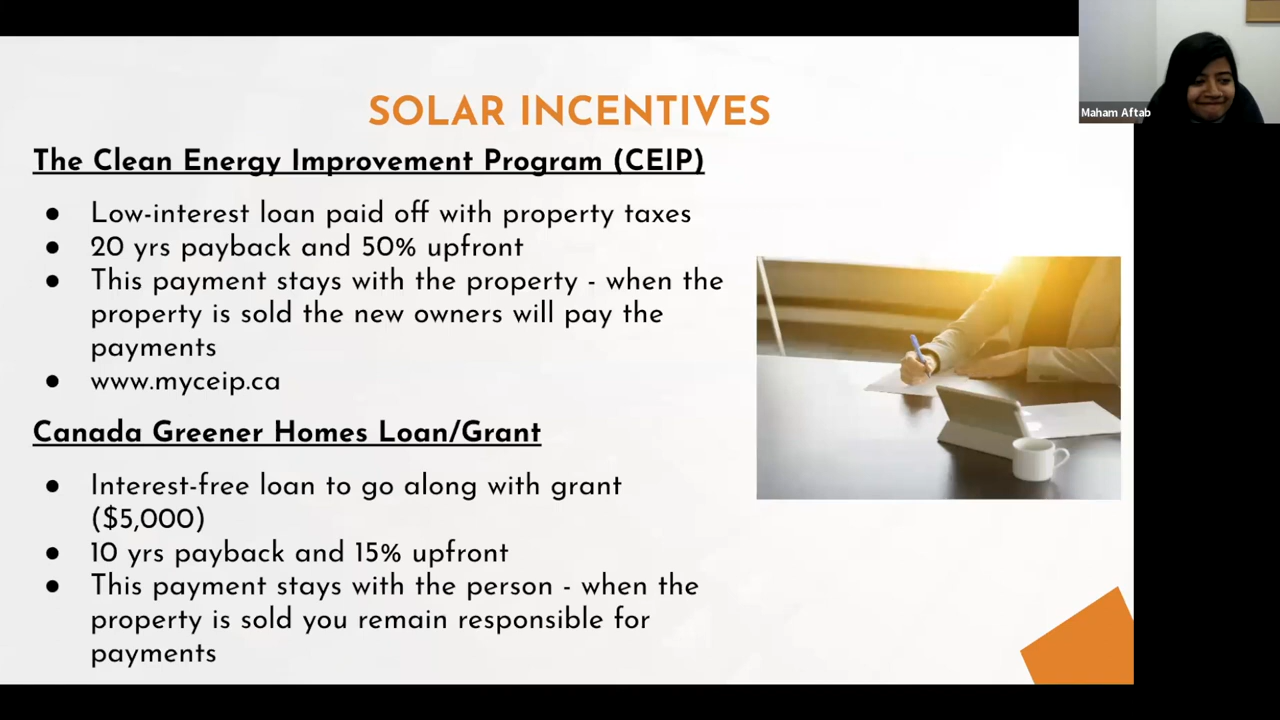 SOLAR INCENTIVES
Maham Aftab
The Clean Energy Improvement Program (CEIP)
● Low-interest loan paid off with property taxes
● 20 yrs payback and 50% upfront
● This payment stays with the property - when the
property is sold the new owners will pay the
payments
● www.myceip.ca
Canada Greener Homes Loan/Grant
● Interest-free loan to go along with grant
($5,000)
● 10 yrs payback and 15% upfront
● This payment stays with the person - when the
property is sold you remain responsible for
payments